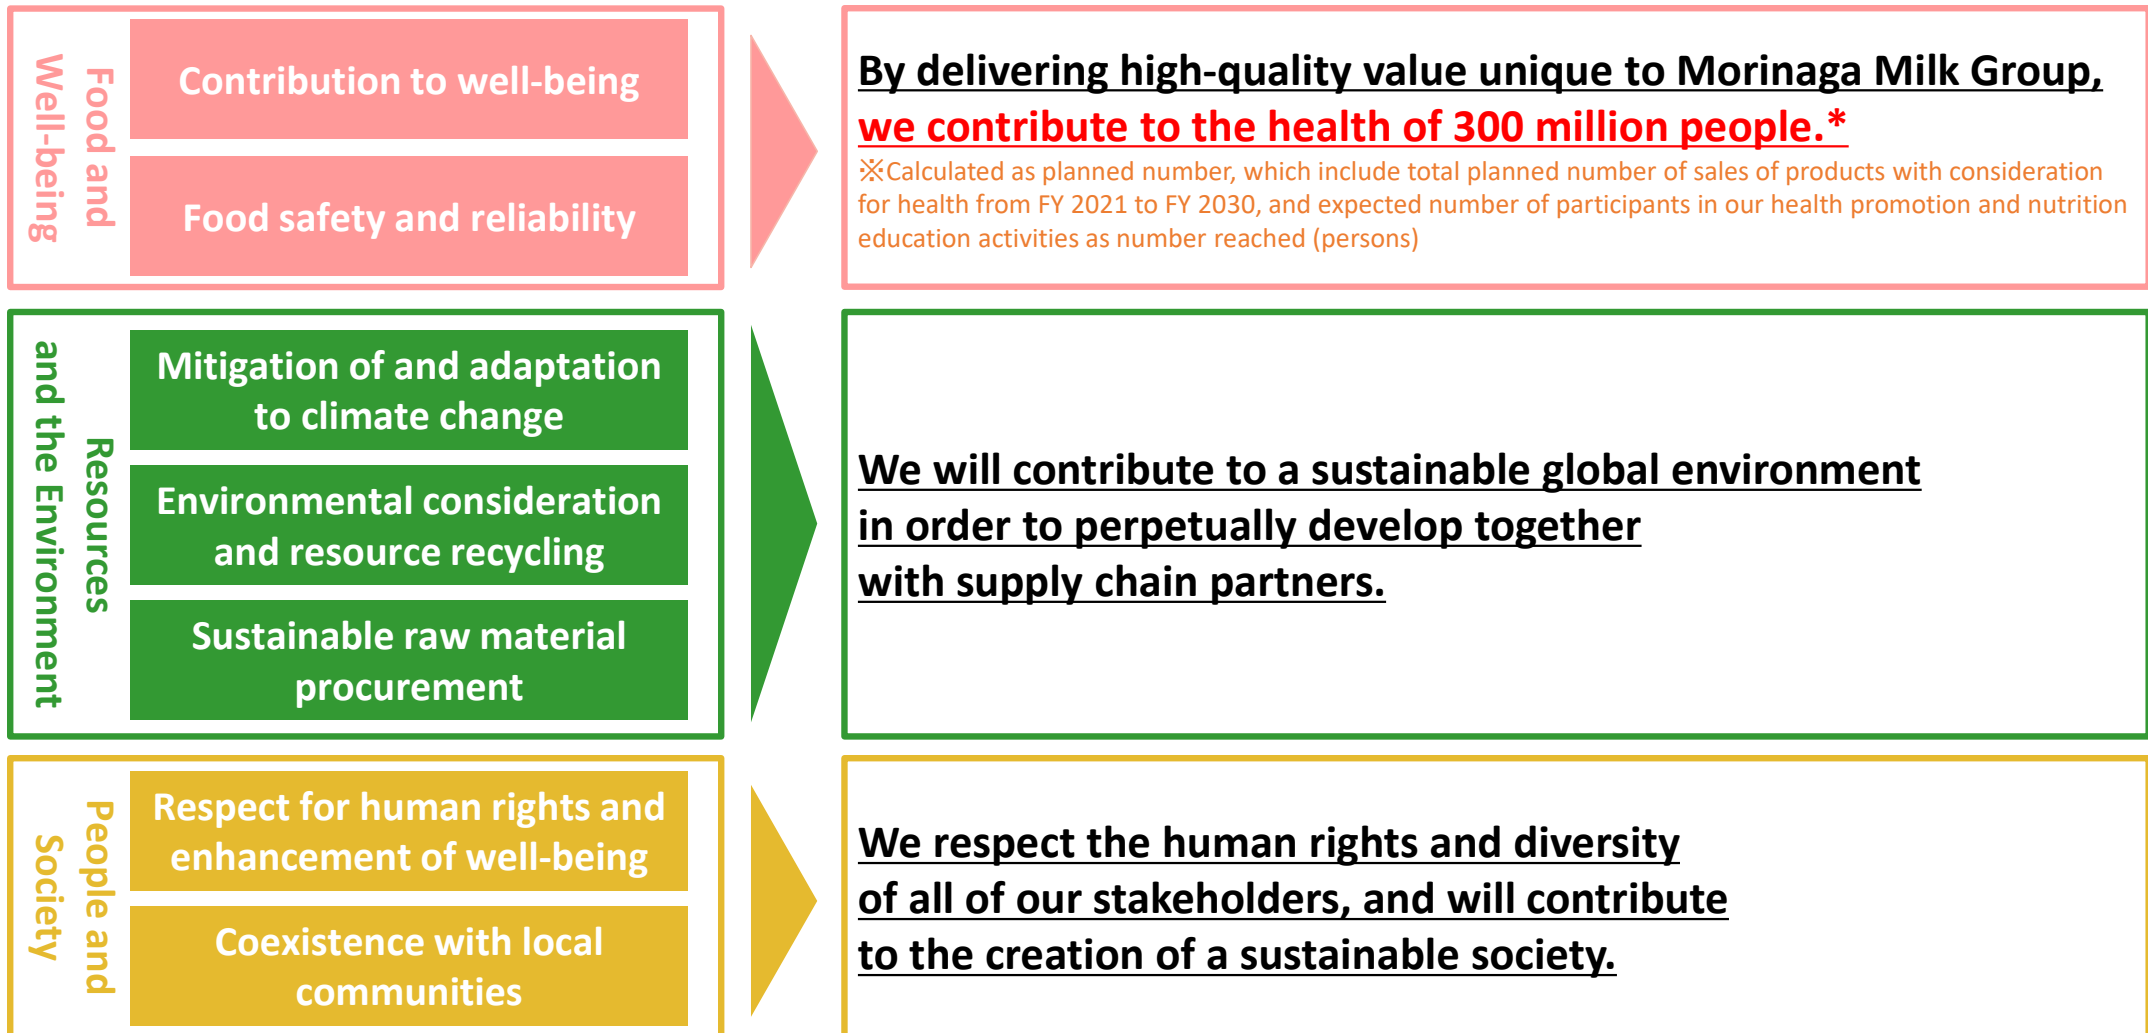 Food and
Well-being
Contribution to well-being
Food safety and reliability
By delivering high-quality value unique to Morinaga Milk Group,
we contribute to the health of 300 million people.*
※Calculated as planned number, which include total planned number of sales of products with consideration
for health from FY 2021 to FY 2030, and expected number of participants in our health promotion and nutrition
education activities as number reached (persons)
Resources
and the Environment
Mitigation of and adaptation
to climate change
Environmental consideration
and resource recycling
Sustainable raw material
procurement
We will contribute to a sustainable global environment
in order to perpetually develop together
with supply chain partners.
People and
Society
Respect for human rights and
enhancement of well-being
Coexistence with local
communities
We respect the human rights and diversity
of all of our stakeholders, and will contribute
to the creation of a sustainable society.